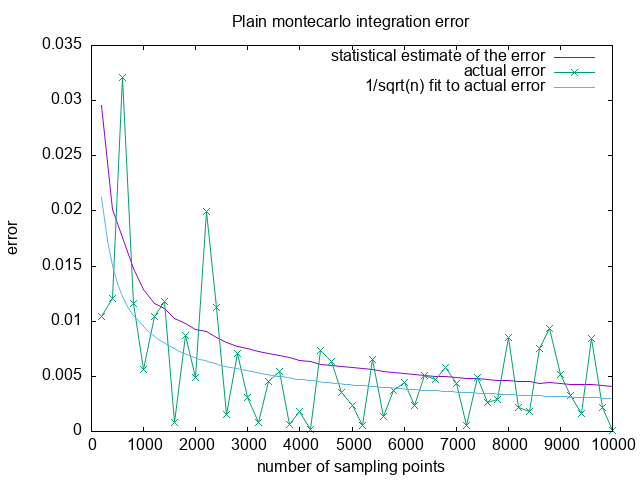 Plain montecarlo integration error
0.035
0.03
0.025
0.02
0.015
0.01
0.005
0
error
statistical estimate of the error
actual error
1/sqrt(n) fit to actual error
0 1000 2000 3000 4000 5000 6000 7000 8000 9000 10000
number of sampling points